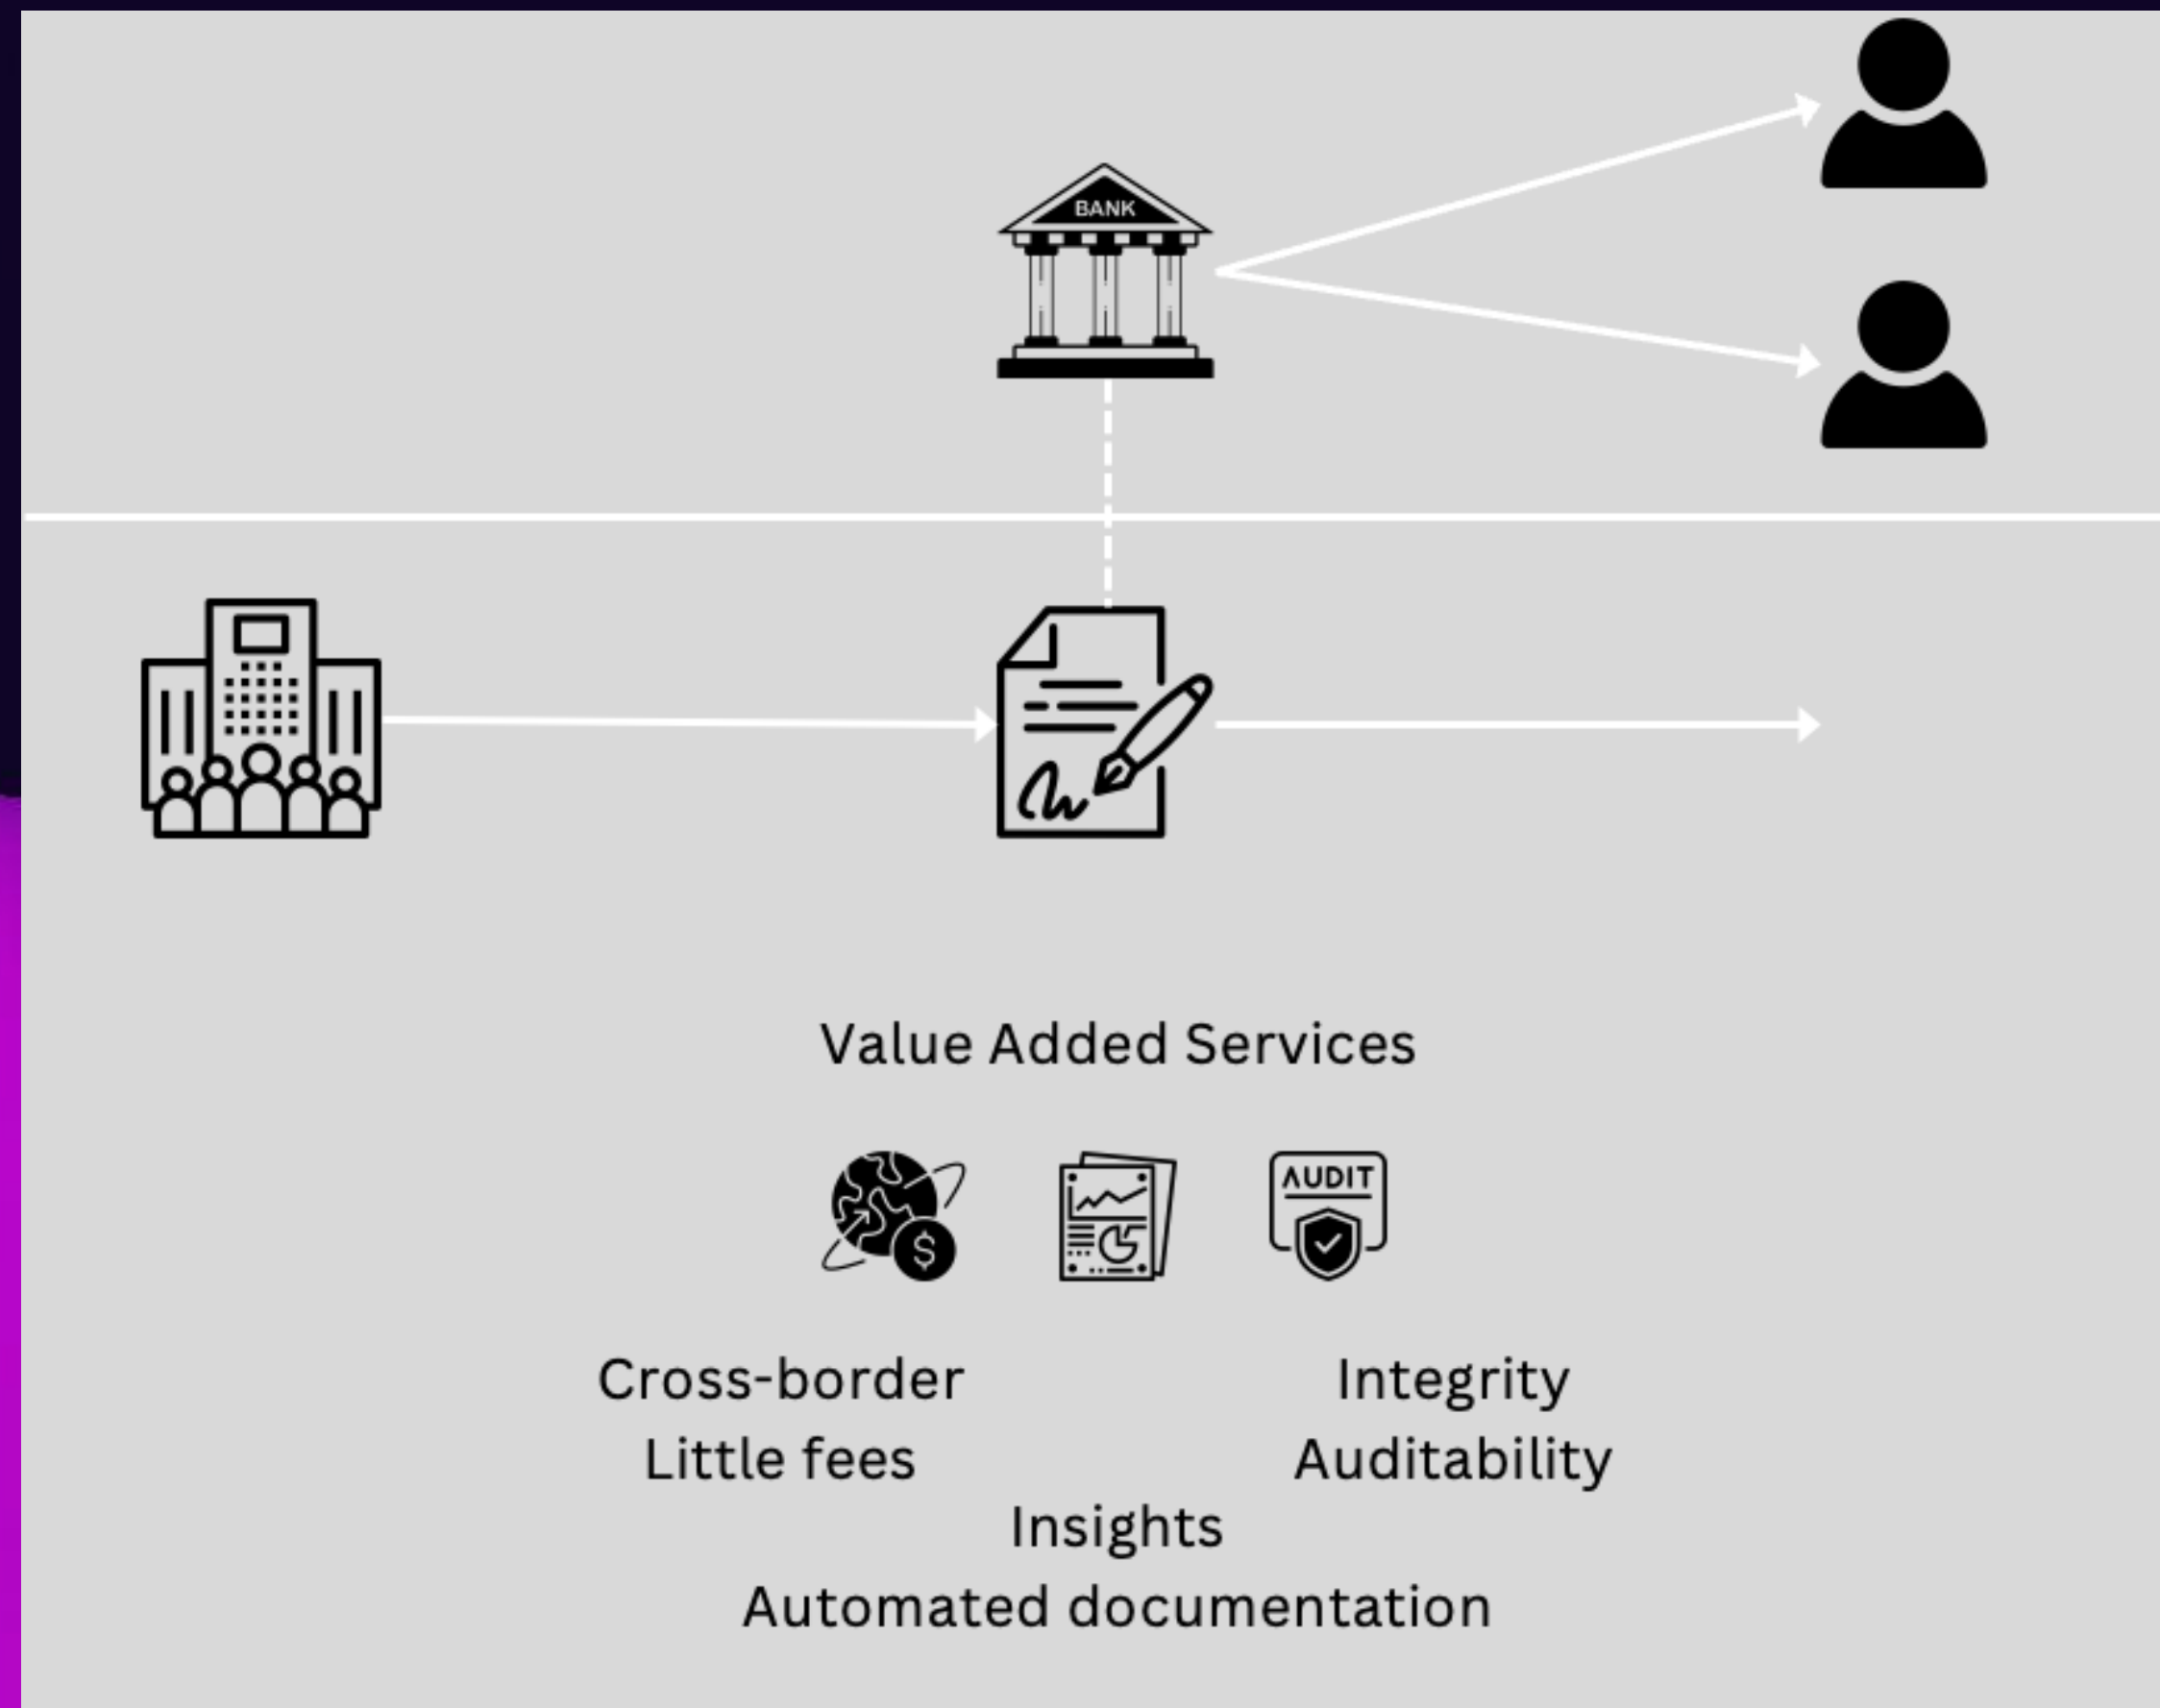 BANK
Value Added Services
AUDIT
Cross-border
Little fees
Integrity
Auditability
Insights
Automated documentation